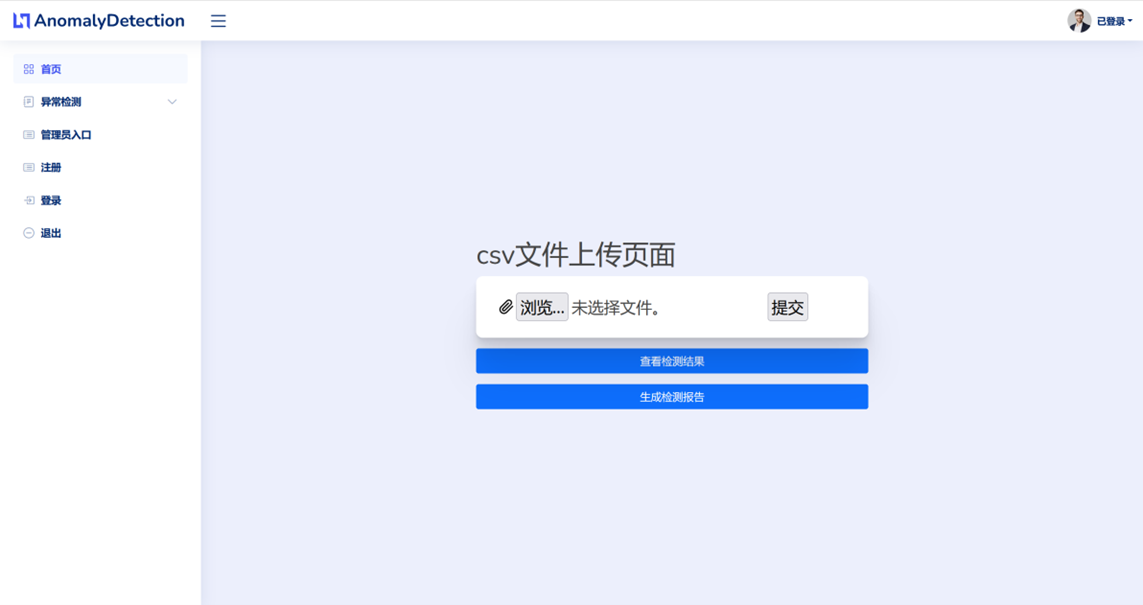 AnomalyDetection
已登录
首页
异常检测
管理员入口
注册
登录
退出
csv文件上传页面
浏览... 未选择文件。 提交
查看检测结果
生成检测报告